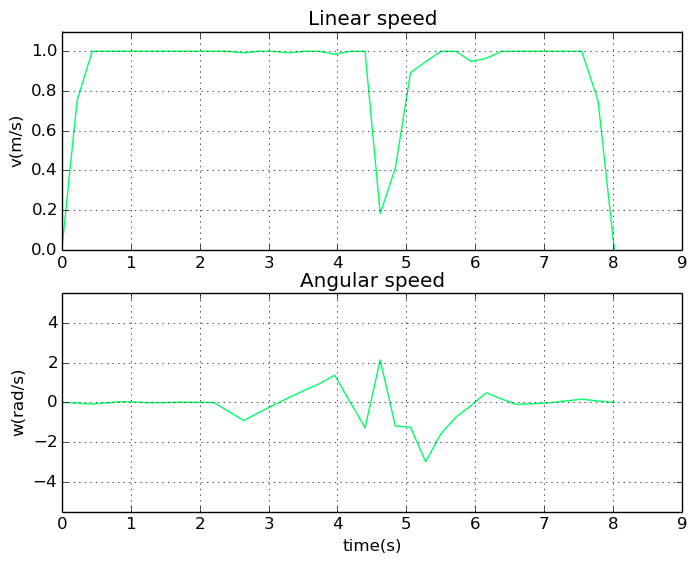 Linear speed
v(m/s)
1.0
0.8
0.6
0.4
0.2
0.0
0 1 2 3 4 5 6 7 8 9
Angular speed
w(rad/s)
4
2
0
−2
−4
0 1 2 3 4 5 6 7 8 9
time(s)